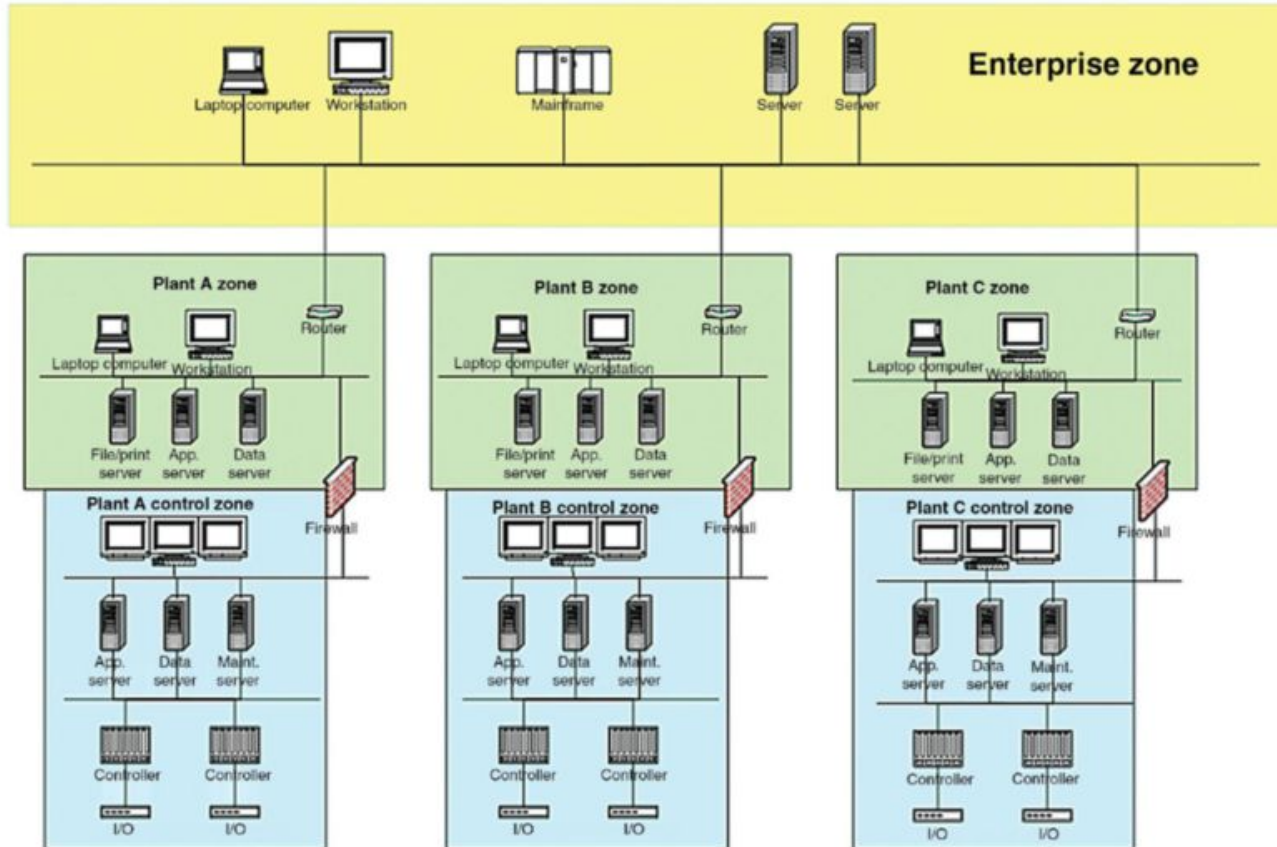 Enterprise zone
Laptop computer
Workstation
Mainframe
Server
Server
Plant A zone
Router
Laptop computer
Workstation
File/print
server
App.
server
Data
server
Plant A control zone
Firewall
App.
server
Data
server
Maint.
server
Controller
Controller
I/O
I/O
Plant B zone
Router
Laptop computer
Workstation
File/print
server
App.
server
Data
server
Plant B control zone
Firewall
App.
server
Data
server
Maint.
server
Controller
Controller
I/O
I/O
Plant C zone
Router
Laptop computer
Workstation
File/print
server
App.
server
Data
server
Plant C control zone
Firewall
App.
server
Data
server
Maint.
server
Controller
Controller
I/O
I/O